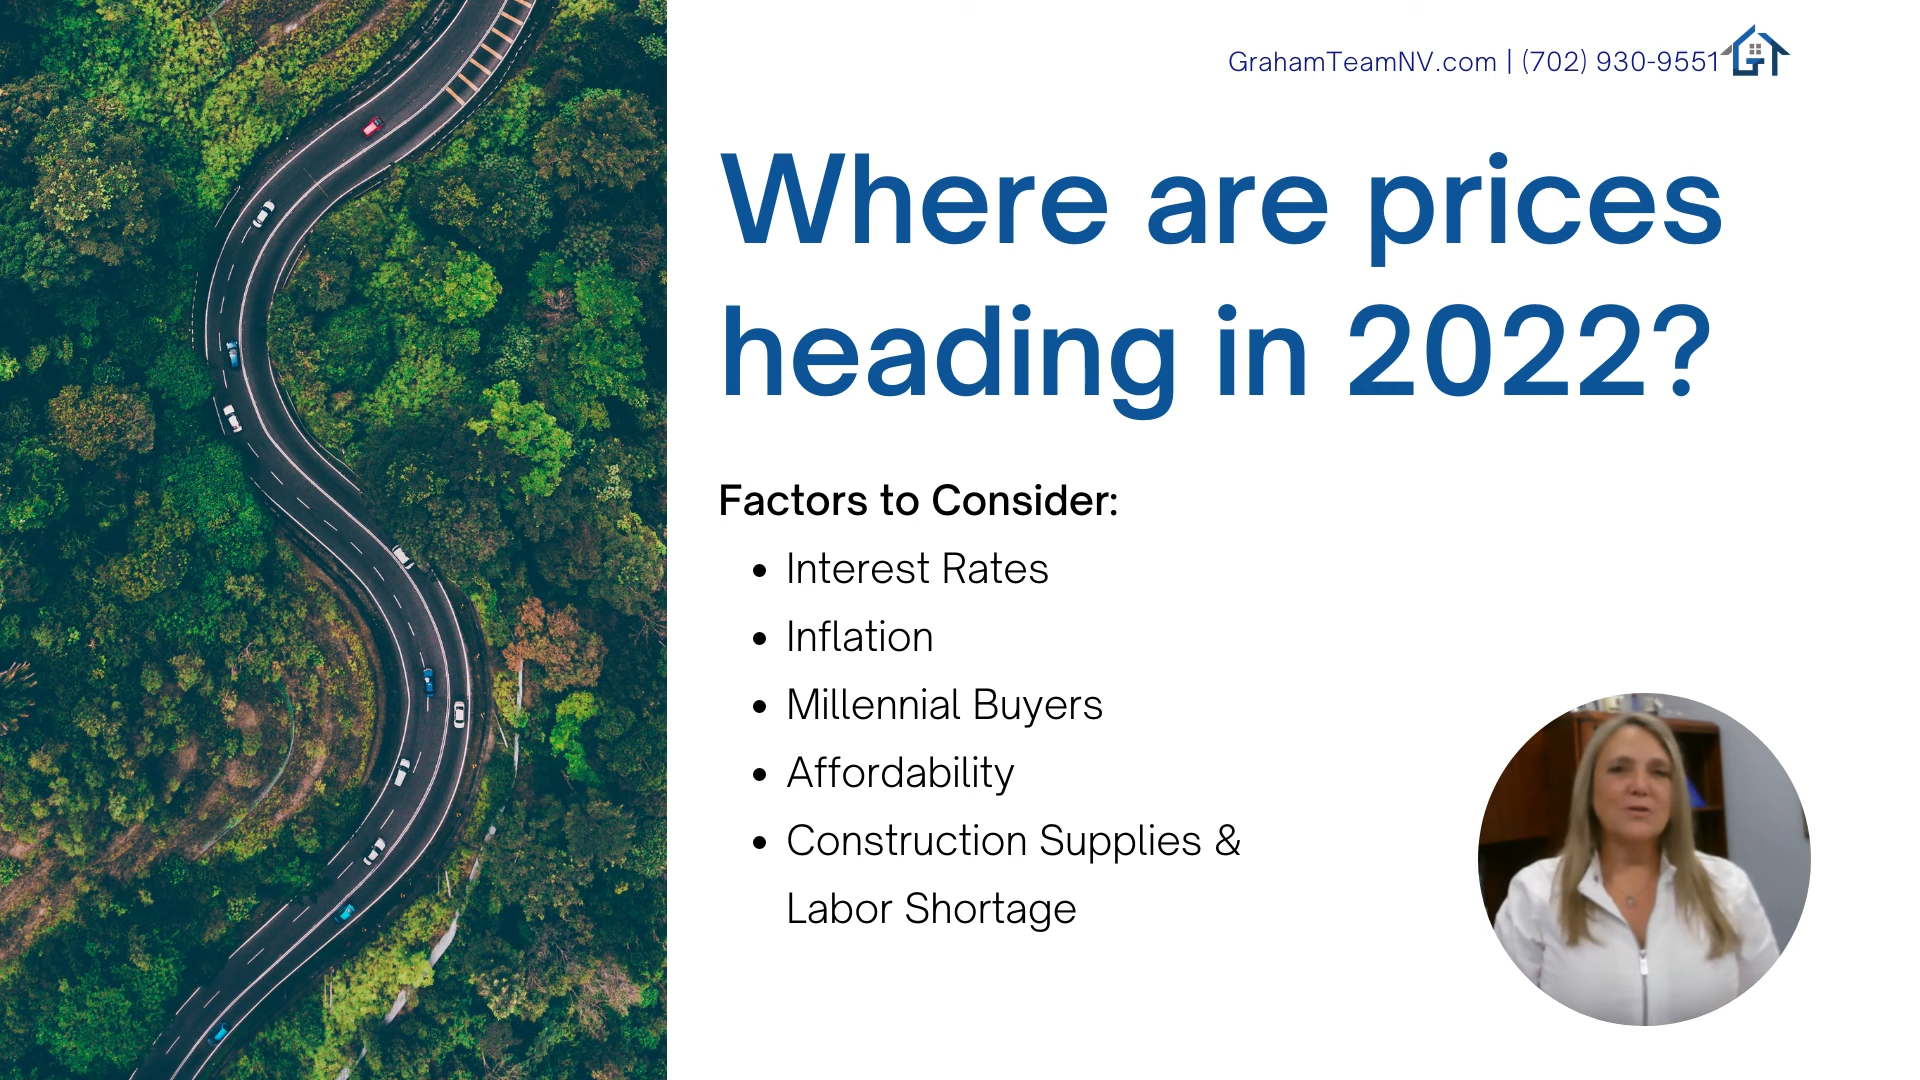 GrahamTeamNV.com | (702) 930-9551
Where are prices
heading in 2022?
Factors to Consider:
• Interest Rates
• Inflation
• Millennial Buyers
• Affordability
• Construction Supplies &
Labor Shortage